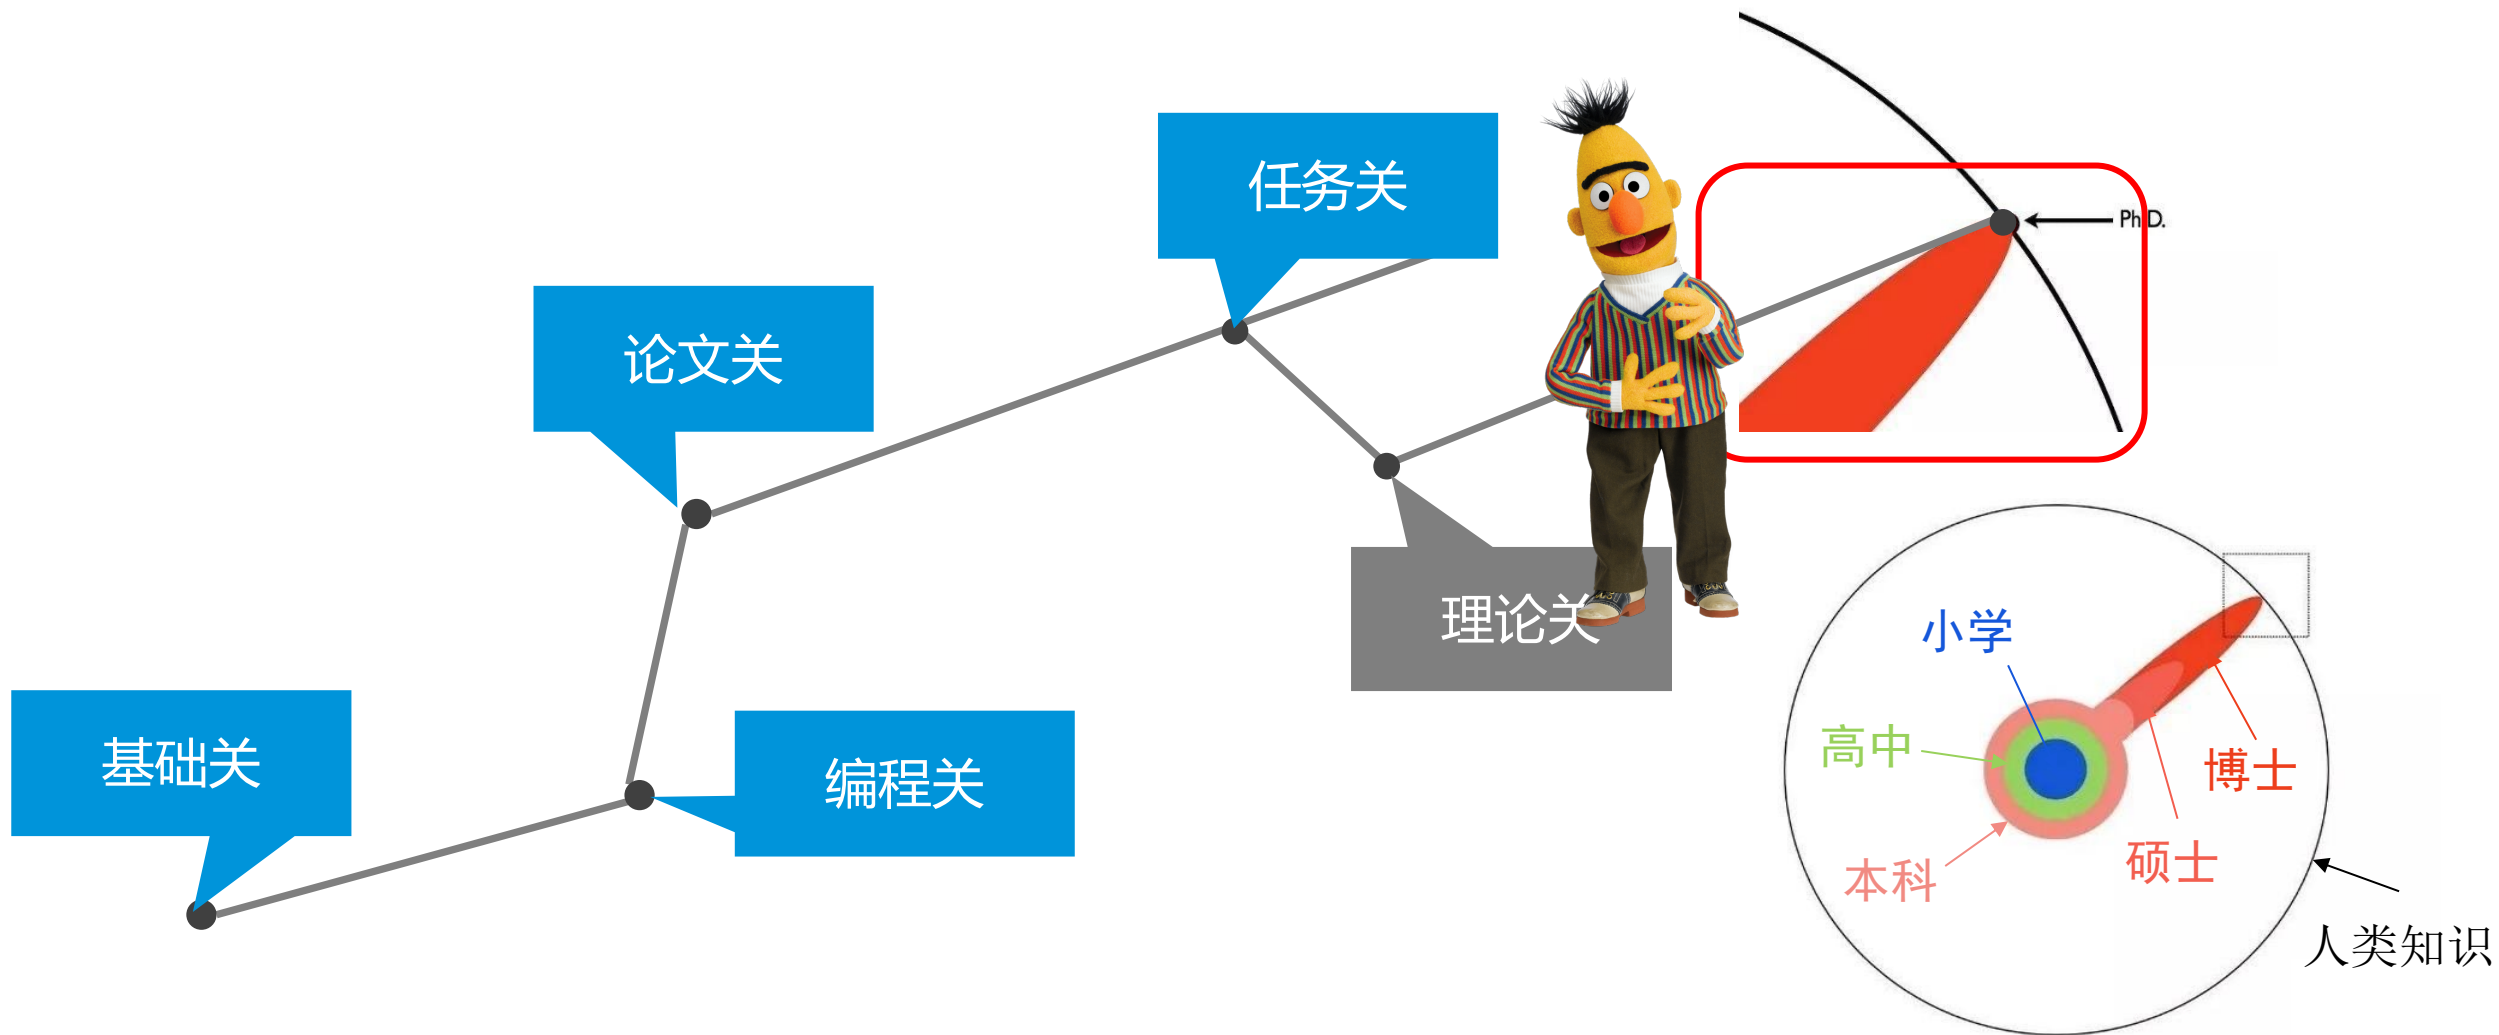 任务关
Ph.D.
论文关
理论关
小学
基础关
编程关
高中
博士
本科
硕士
人类知识